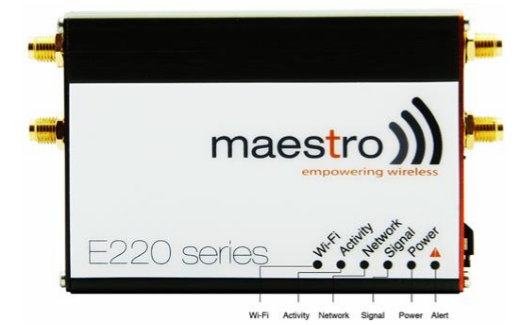 maestro
empowering wireless
E220 series
Wi-Fi Activity Network Signal Power
Wi-Fi Activity Network Signal Power Alert